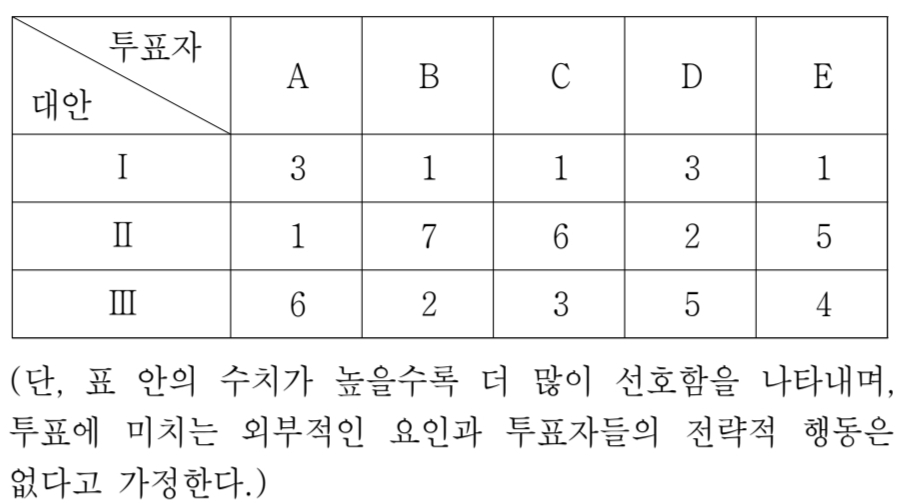 투표자
대안 A B C D E
Ⅰ 3 1 1 3 1
Ⅱ 1 7 6 2 5
Ⅲ 6 2 3 5 4
(단, 표 안의 수치가 높을수록 더 많이 선호함을 나타내며,
투표에 미치는 외부적인 요인과 투표자들의 전략적 행동은
없다고 가정한다.)